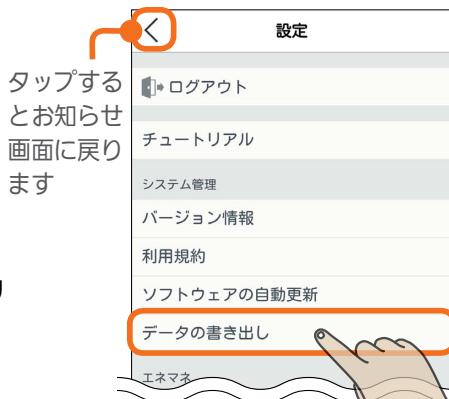 設定
タップする
とお知らせ
画面に戻り
ます
ログアウト
チュートリアル
システム管理
バージョン情報
利用規約
ソフトウェアの自動更新
データの書き出し
エネマネ